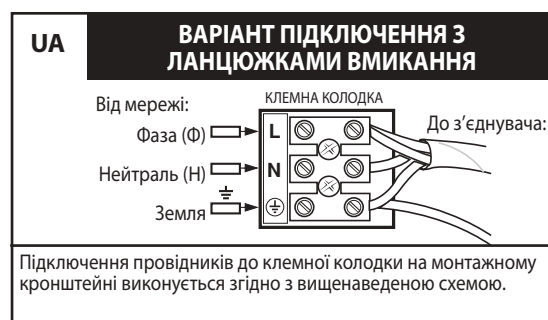 UA
ВАРІАНТ ПІДКЛЮЧЕННЯ З
ЛАНЦЮЖКАМИ ВМИКАННЯ
Від мережі:
КЛЕМНА КОЛОДКА
До з’єднувача:
Фаза (Ф)
L
Нейтраль (Н)
N
Земля
Підключення провідників до клемної колодки на монтажному
кронштейні виконується згідно з вищенаведеною схемою.